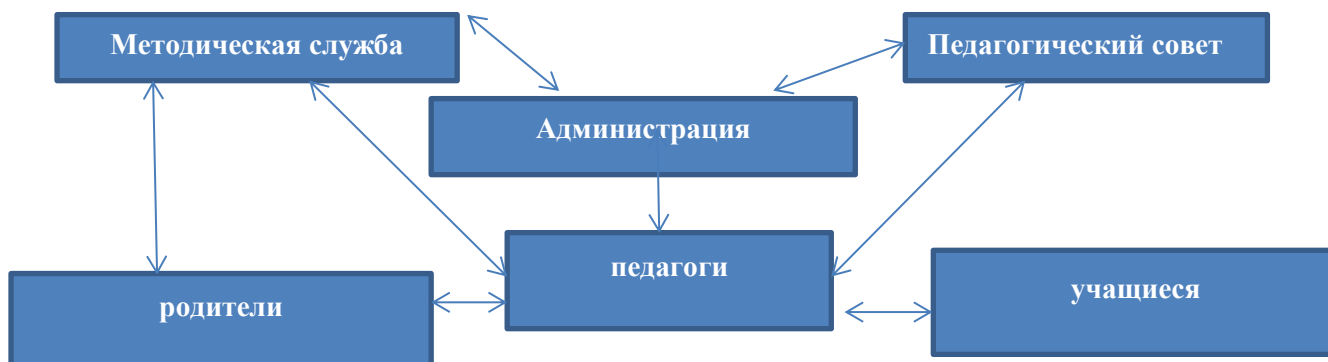 Методическая служба
Педагогический совет
Администрация
педагоги
родители
учащиеся